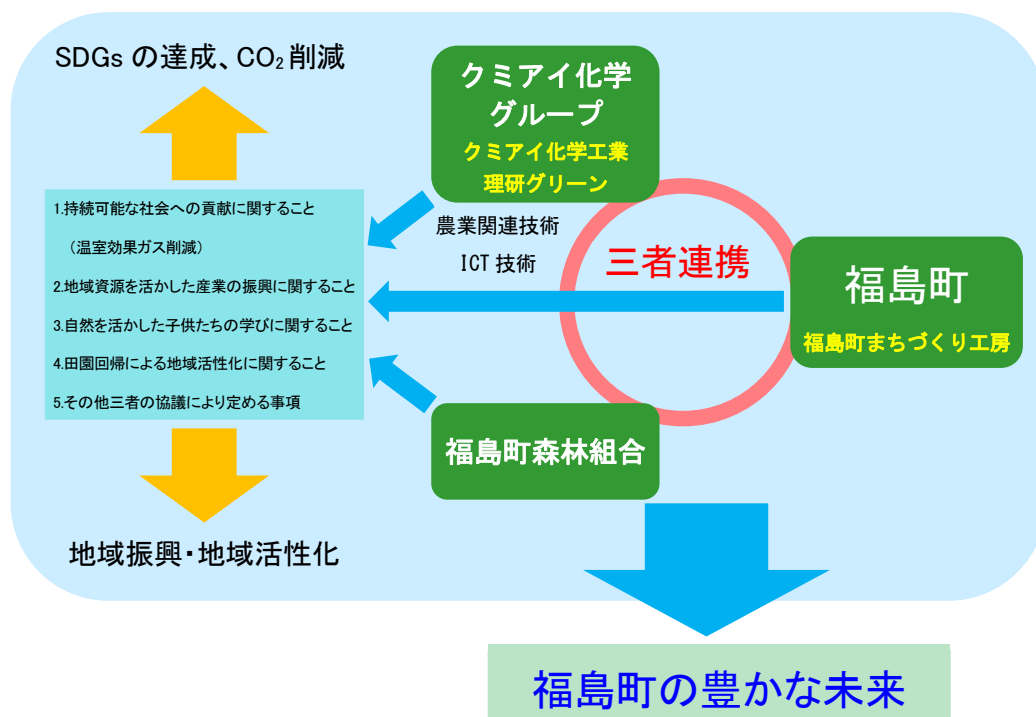 SDGs の達成、CO₂削減
クミアイ化学
グループ
クミアイ化学工業
理研グリーン
1.持続可能な社会への貢献に関すること
（温室効果ガス削減）
2.地域資源を活かした産業の振興に関すること
3.自然を活かした子供たちの学びに関すること
4.田園回帰による地域活性化に関すること
5.その他三者の協議により定める事項
農業関連技術
ICT 技術
三者連携
福島町
福島町まちづくり工房
福島町森林組合
地域振興・地域活性化
福島町の豊かな未来